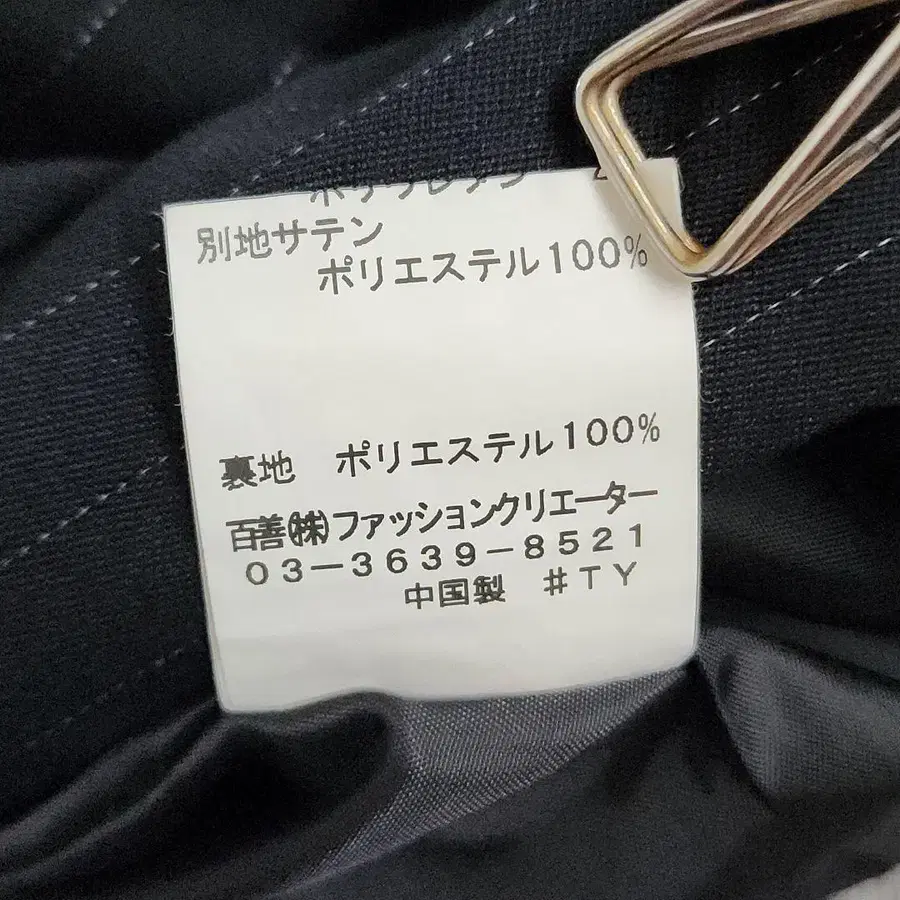 別地サテン
ポリエステル100%
裏地 ポリエステル100%
百善㈱ファッションクリエーター
03-3639-8521
中国製 #TY